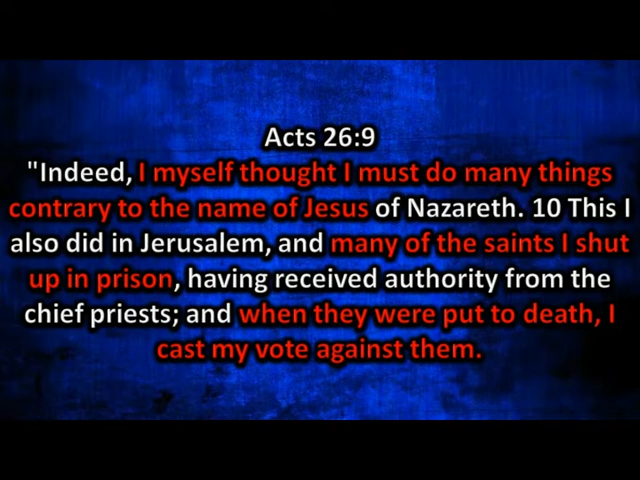 Acts 26:9
"Indeed, I myself thought I must do many things
contrary to the name of Jesus of Nazareth. 10 This I
also did in Jerusalem, and many of the saints I shut
up in prison, having received authority from the
chief priests; and when they were put to death, I
cast my vote against them.